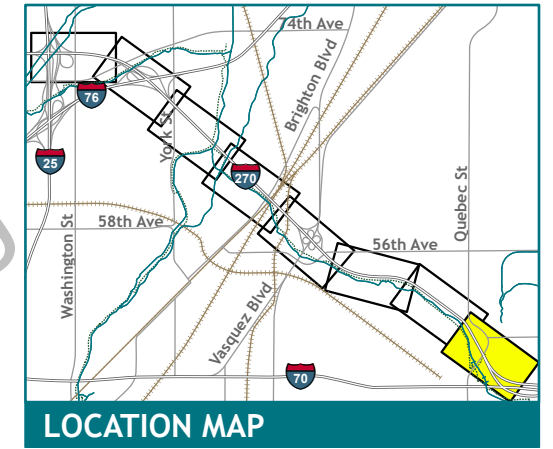 74th Ave
Brighton Blvd
76
York St
25
270
Quebec St
58th Ave
56th Ave
Washington St
Vasquez Blvd
70
LOCATION MAP